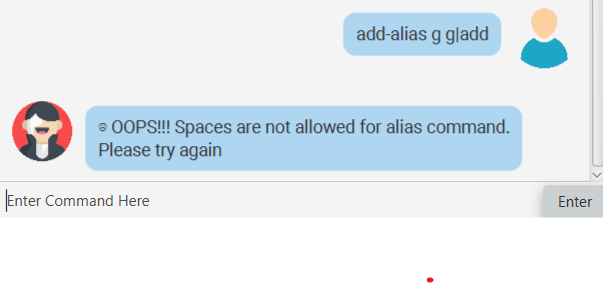 add-alias g g|add
☹ OOPS!!! Spaces are not allowed for alias command.
Please try again
Enter Command Here
Enter